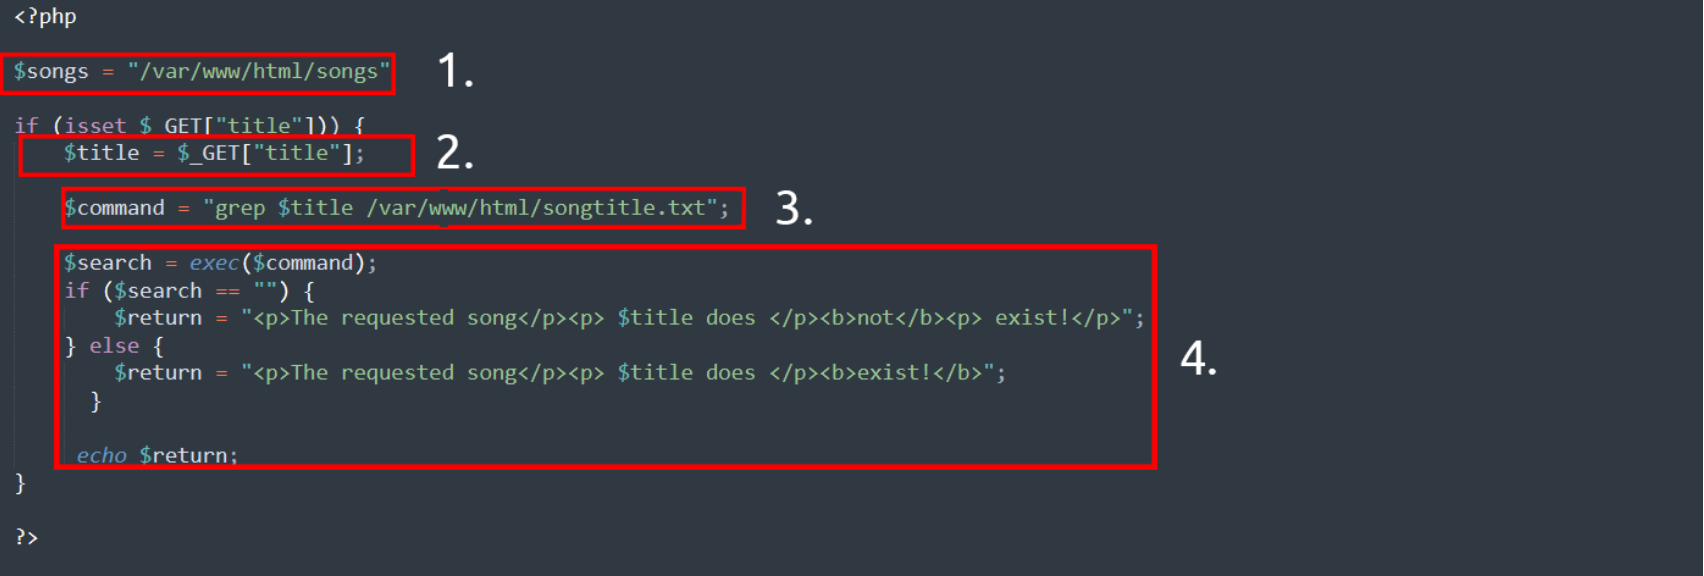 <?php
$songs = "/var/www/html/songs" 1.
if (isset $_GET["title"])) {
$title = $_GET["title"]; 2.
$command = "grep $title /var/www/html/songtitle.txt"; 3.
$search = exec($command);
if ($search == "") {
$return = "<p>The requested song</p><p> $title does </p><b>not</b><p> exist!</p>";
} else { 4.
$return = "<p>The requested song</p><p> $title does </p><b>exist!</b>";
}
echo $return;
}
?>